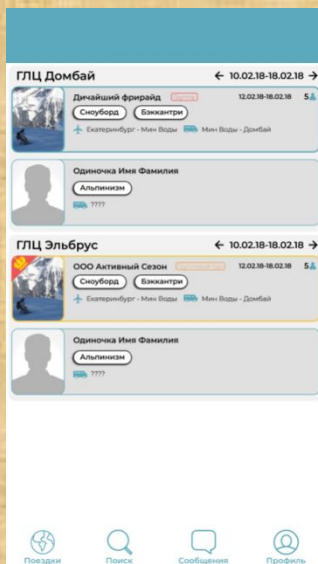 ГЛЦ Домбай ← 10.02.18-18.02.18 →
Дичайший фрирайд 12.02.18-18.02.18 5
Сноуборд Бэккантри
Екатеринбург - Мин Воды Мин Воды - Домбай
Одиночка Имя Фамилия
Альпинизм
????
ГЛЦ Эльбрус ← 10.02.18-18.02.18 →
ООО Активный Сезон 12.02.18-18.02.18 5
Сноуборд Бэккантри
Екатеринбург - Мин Воды Мин Воды - Домбай
Одиночка Имя Фамилия
Альпинизм
????
Поездки Поиск Сообщения Профиль